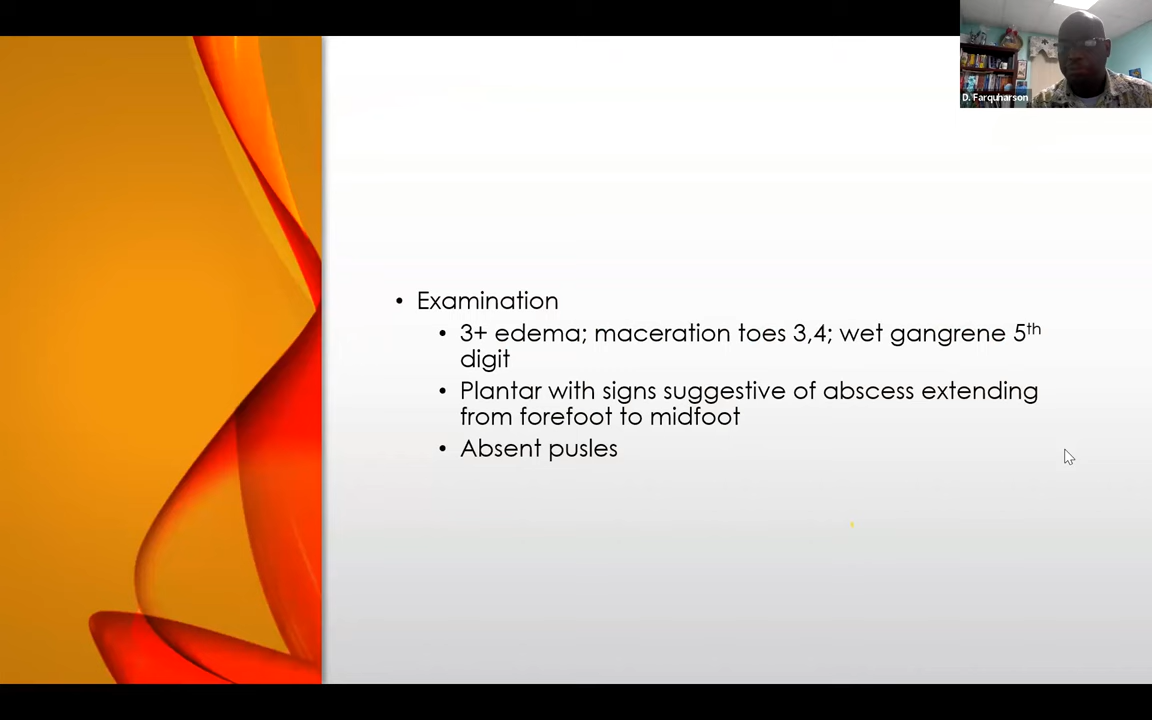 D. Farquharson
• Examination
• 3+ edema; maceration toes 3,4; wet gangrene 5th
digit
• Plantar with signs suggestive of abscess extending
from forefoot to midfoot
• Absent pusles